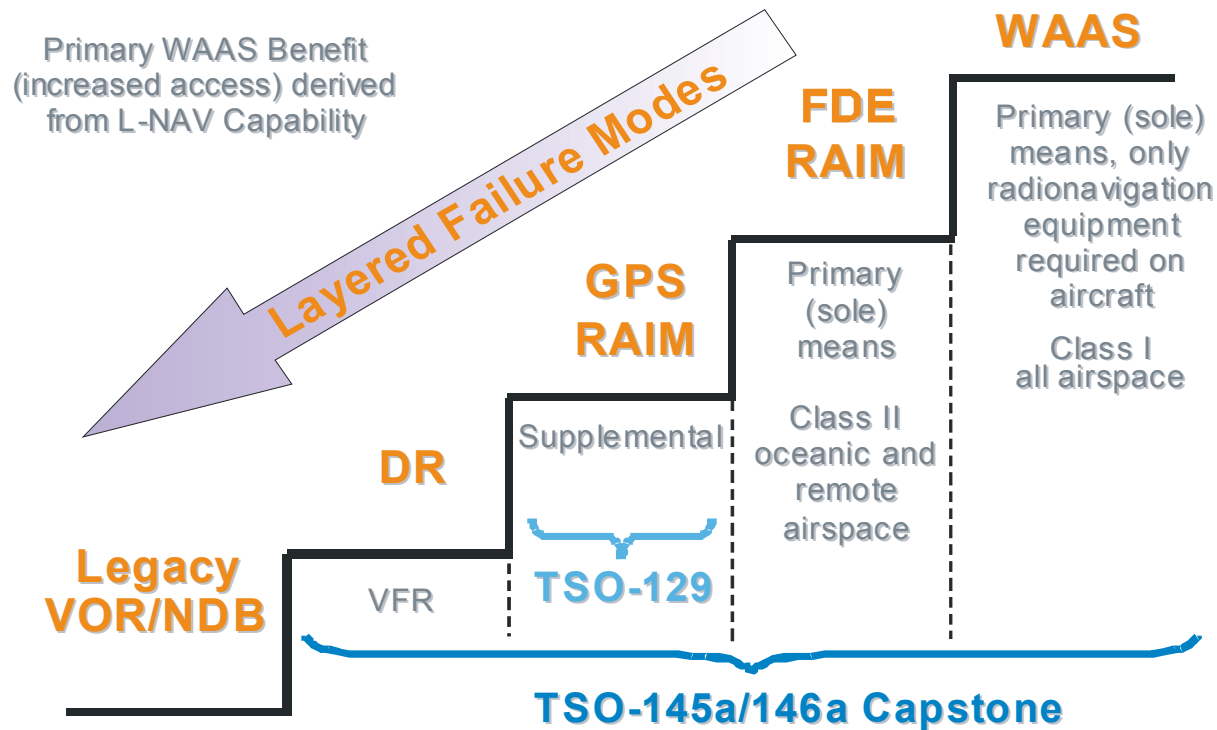 Primary WAAS Benefit
(increased access) derived
from L-NAV Capability
Layered Failure Modes
WAAS
Primary (sole)
means, only
radionavigation
equipment
required on
aircraft
Class I
all airspace
FDE
RAIM
Primary
(sole)
means
Class II
oceanic and
remote
airspace
GPS
RAIM
Supplemental
TSO-129
DR
VFR
Legacy
VOR/NDB
TSO-145a/146a Capstone